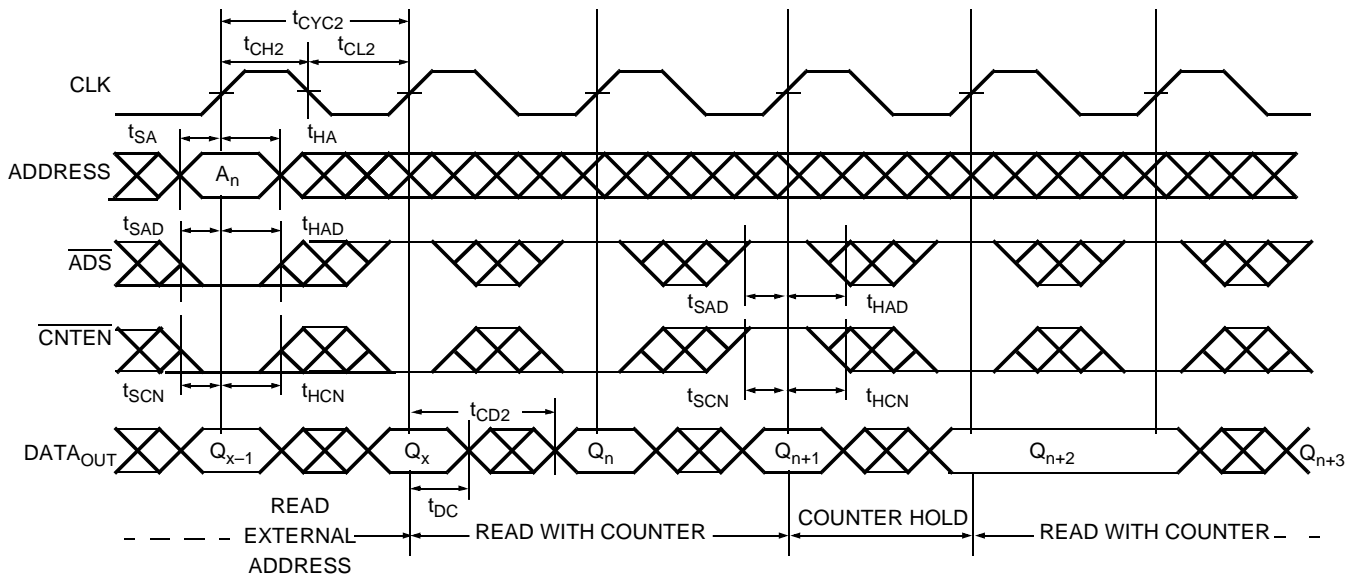 tCYC2
tCH2
tCL2
CLK
tSA
tHA
ADDRESS
An
tSAD
tHAD
ADS
tSAD
tHAD
CNTEN
tSCN
tHCN
tSCN
tHCN
tCD2
DATAOUT
Qx–1
Qx
Qn
Qn+1
Qn+2
Qn+3
tDC
READ
EXTERNAL
ADDRESS
READ WITH COUNTER
COUNTER HOLD
READ WITH COUNTER